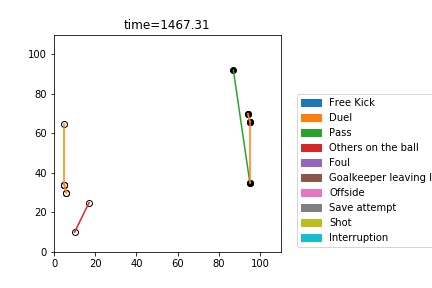 time=1467.31
100
80
60
40
20
0
0 20 40 60 80 100
Free Kick
Duel
Pass
Others on the ball
Foul
Goalkeeper leaving l
Offside
Save attempt
Shot
Interruption